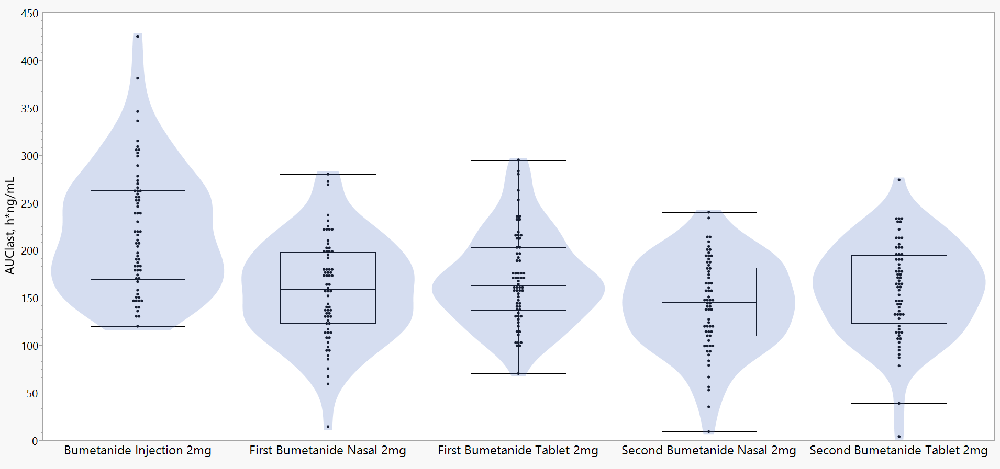 AUClast, h*ng/mL
450
400
350
300
250
200
150
100
50
0
Bumetanide Injection 2mg
First Bumetanide Nasal 2mg
First Bumetanide Tablet 2mg
Second Bumetanide Nasal 2mg
Second Bumetanide Tablet 2mg